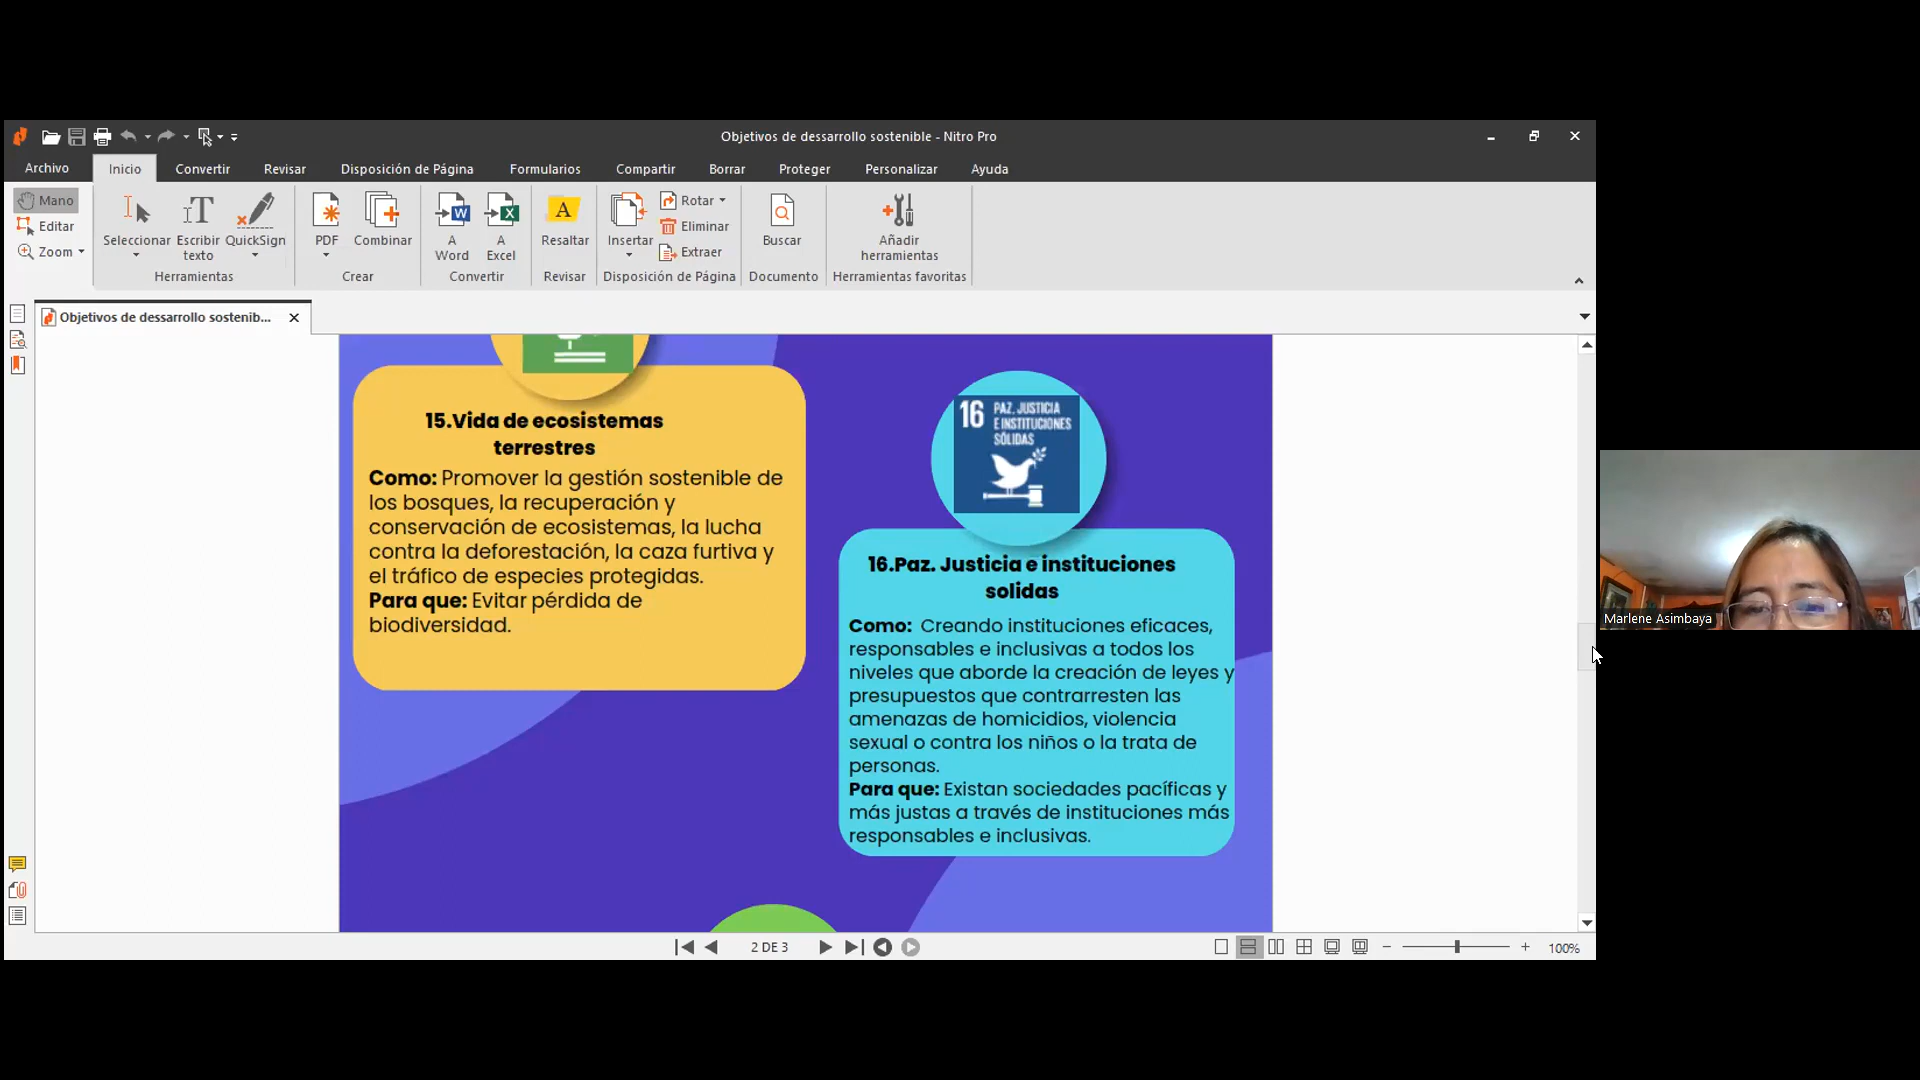 Objetivos de dessarrollo sostenible - Nitro Pro
Archivo
Inicio
Convertir
Revisar
Disposición de Página
Formularios
Compartir
Borrar
Proteger
Personalizar
Ayuda
Mano
Editar
Zoom
Seleccionar
Escribir
texto
QuickSign
Herramientas
PDF
Combinar
Crear
A
Word
A
Excel
Convertir
Resaltar
Revisar
Insertar
Rotar
Eliminar
Extraer
Disposición de Página
Buscar
Documento
Añadir
herramientas
Herramientas favoritas
Objetivos de dessarrollo sostenib...
15.Vida de ecosistemas
terrestres
Como: Promover la gestión sostenible de
los bosques, la recuperación y
conservación de ecosistemas, la lucha
contra la deforestación, la caza furtiva y
el tráfico de especies protegidas.
Para que: Evitar pérdida de
biodiversidad.
16 PAZ, JUSTICIA
E INSTITUCIONES
SÓLIDAS
16.Paz. Justicia e instituciones
solidas
Como: Creando instituciones eficaces,
responsables e inclusivas a todos los
niveles que aborde la creación de leyes y
presupuestos que contrarresten las
amenazas de homicidios, violencia
sexual o contra los niños o la trata de
personas.
Para que: Existan sociedades pacíficas y
más justas a través de instituciones más
responsables e inclusivas.
Marlene Asimbaya
2 DE 3
100%